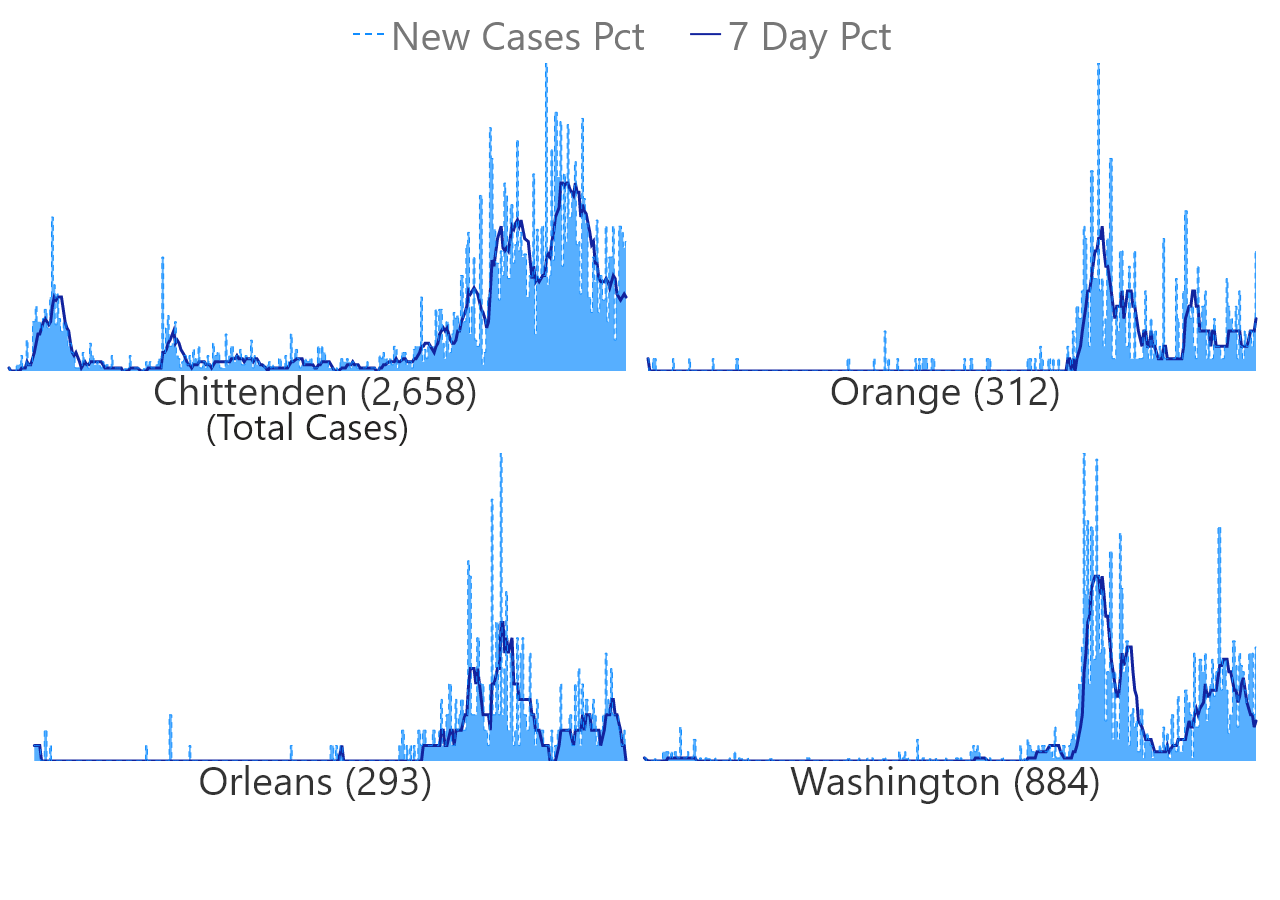 New Cases Pct 7 Day Pct
Chittenden (2,658)
(Total Cases)
Orange (312)
Orleans (293)
Washington (884)